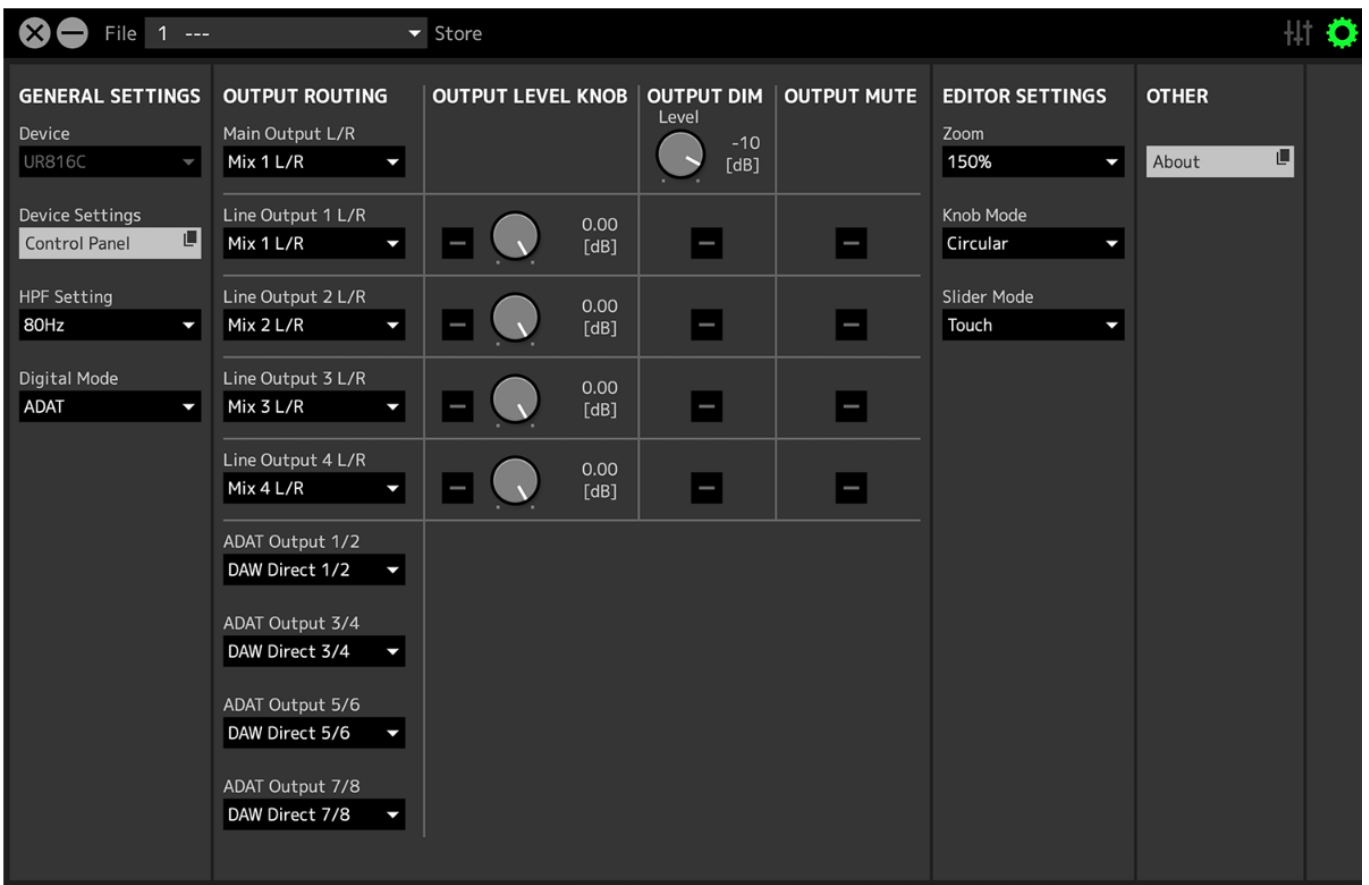 File 1 --- Store
GENERAL SETTINGS
Device
UR816C
Device Settings
Control Panel
HPF Setting
80Hz
Digital Mode
ADAT
OUTPUT ROUTING
Main Output L/R
Mix 1 L/R
Line Output 1 L/R
Mix 1 L/R
Line Output 2 L/R
Mix 2 L/R
Line Output 3 L/R
Mix 3 L/R
Line Output 4 L/R
Mix 4 L/R
ADAT Output 1/2
DAW Direct 1/2
ADAT Output 3/4
DAW Direct 3/4
ADAT Output 5/6
DAW Direct 5/6
ADAT Output 7/8
DAW Direct 7/8
OUTPUT LEVEL KNOB
0.00
[dB]
0.00
[dB]
0.00
[dB]
0.00
[dB]
OUTPUT DIM
Level
-10
[dB]
OUTPUT MUTE
EDITOR SETTINGS
Zoom
150%
Knob Mode
Circular
Slider Mode
Touch
OTHER
About